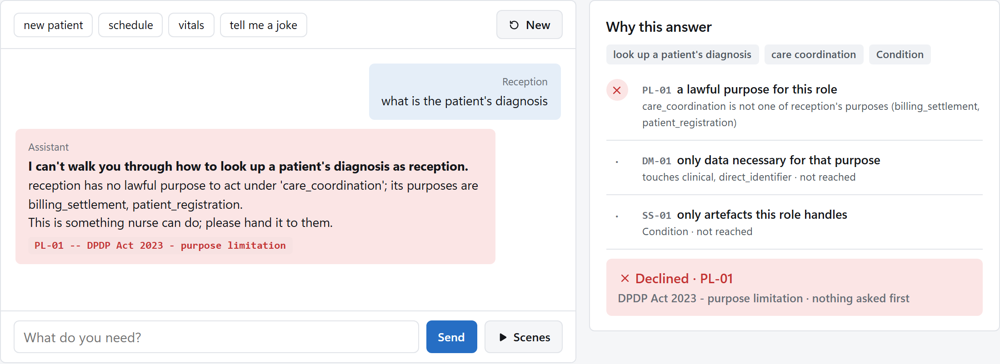 new patient
schedule
vitals
tell me a joke
New
Reception
what is the patient's diagnosis
Assistant
I can't walk you through how to look up a patient's diagnosis as reception.
reception has no lawful purpose to act under 'care_coordination'; its purposes are
billing_settlement, patient_registration.
This is something nurse can do; please hand it to them.
PL-01 -- DPDP Act 2023 - purpose limitation
What do you need?
Send
Scenes
Why this answer
look up a patient's diagnosis
care coordination
Condition
PL-01 a lawful purpose for this role
care_coordination is not one of reception's purposes (billing_settlement,
patient_registration)
DM-01 only data necessary for that purpose
touches clinical, direct_identifier · not reached
SS-01 only artefacts this role handles
Condition · not reached
Declined · PL-01
DPDP Act 2023 - purpose limitation · nothing asked first